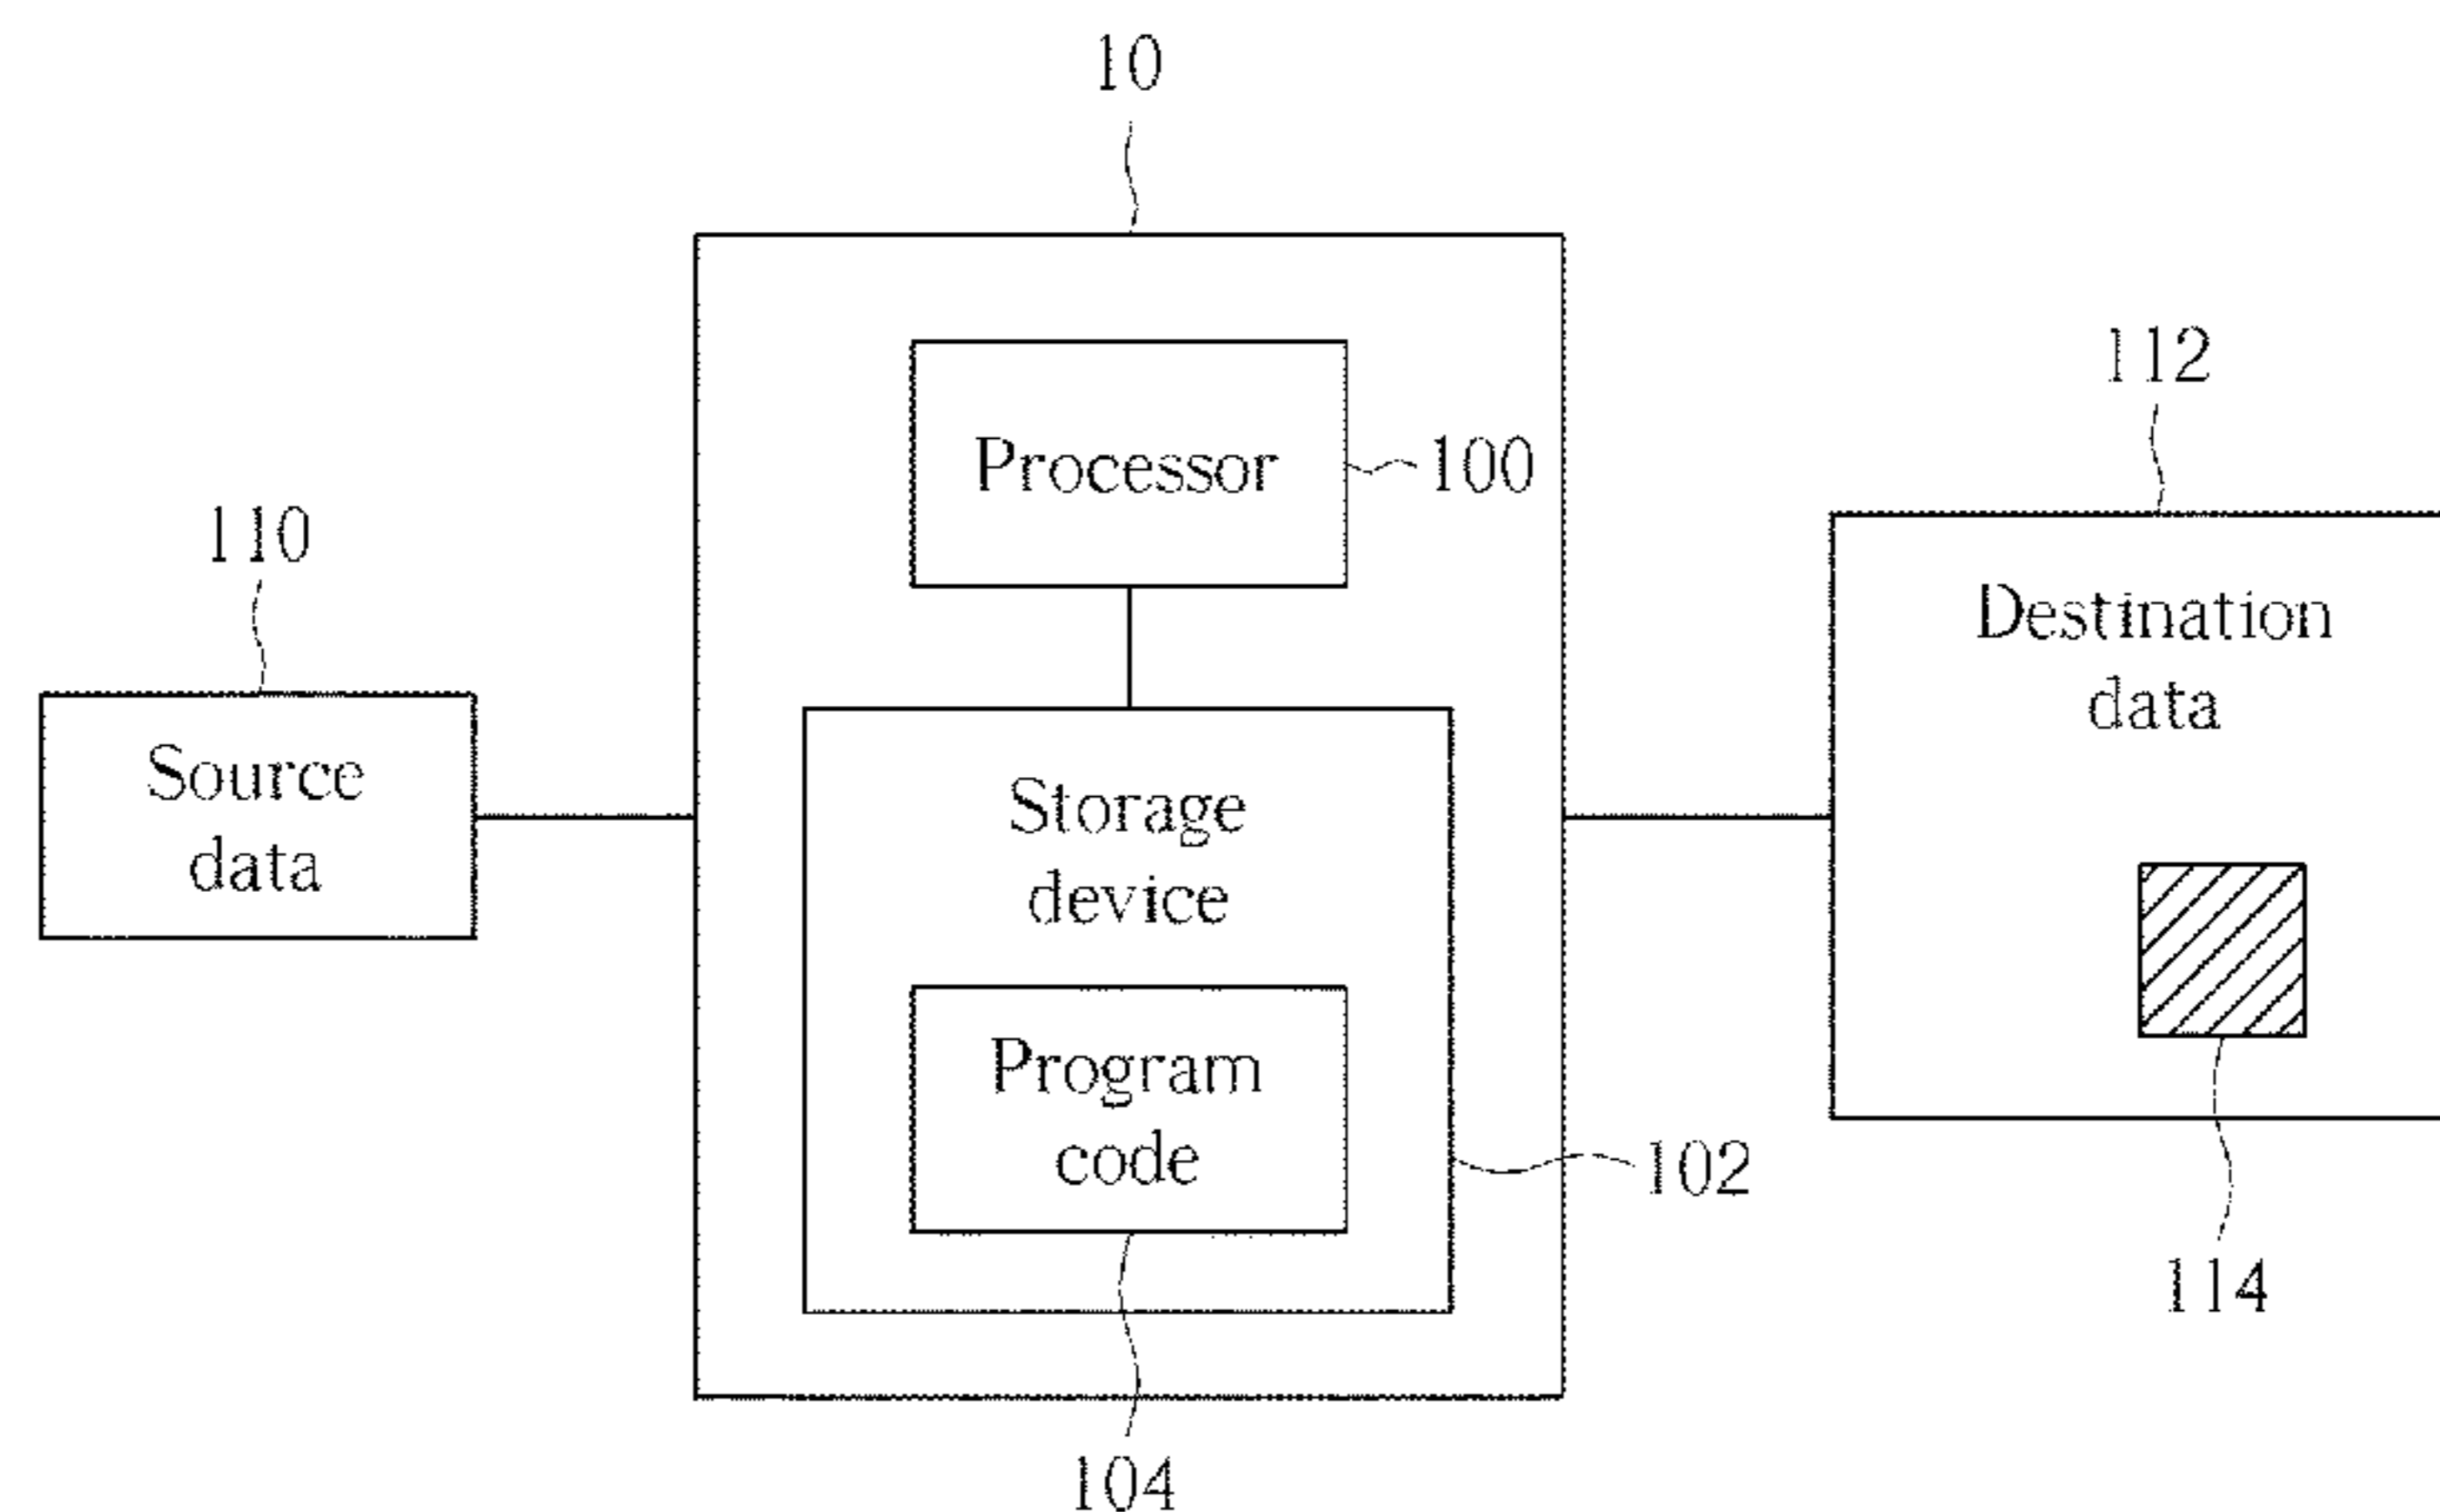 10
112
Processor
100
110
Destination
data
Source
data
Storage
device
Program
code
102
114
104